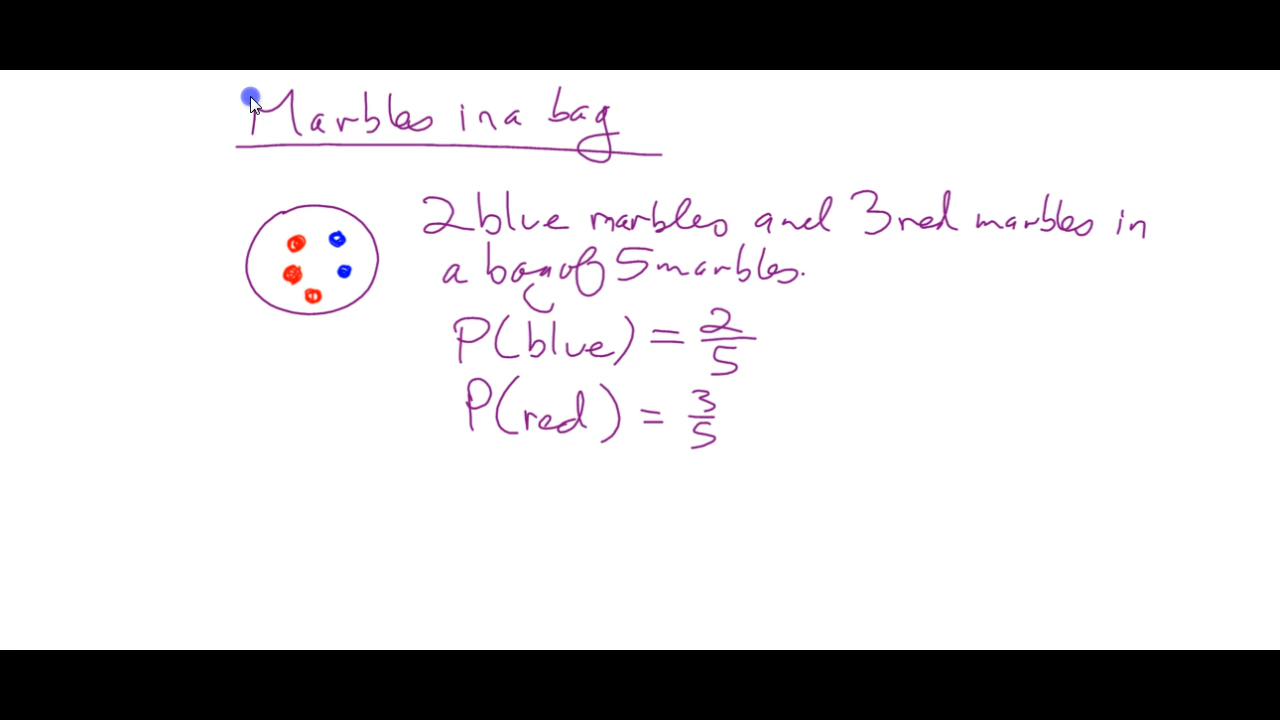 Marbles in a bag
2 blue marbles and 3 red marbles in
a bag of 5 marbles.
P(blue) = 2/5
P(red) = 3/5